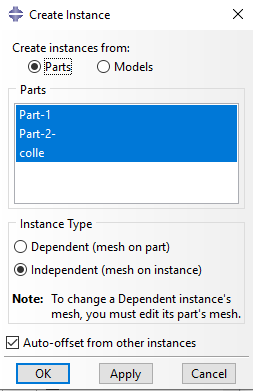 Create Instance
Create instances from:
Parts Models
Parts
Part-1
Part-2-
colle
Instance Type
Dependent (mesh on part)
Independent (mesh on instance)
Note: To change a Dependent instance's
mesh, you must edit its part's mesh.
Auto-offset from other instances
OK Apply Cancel